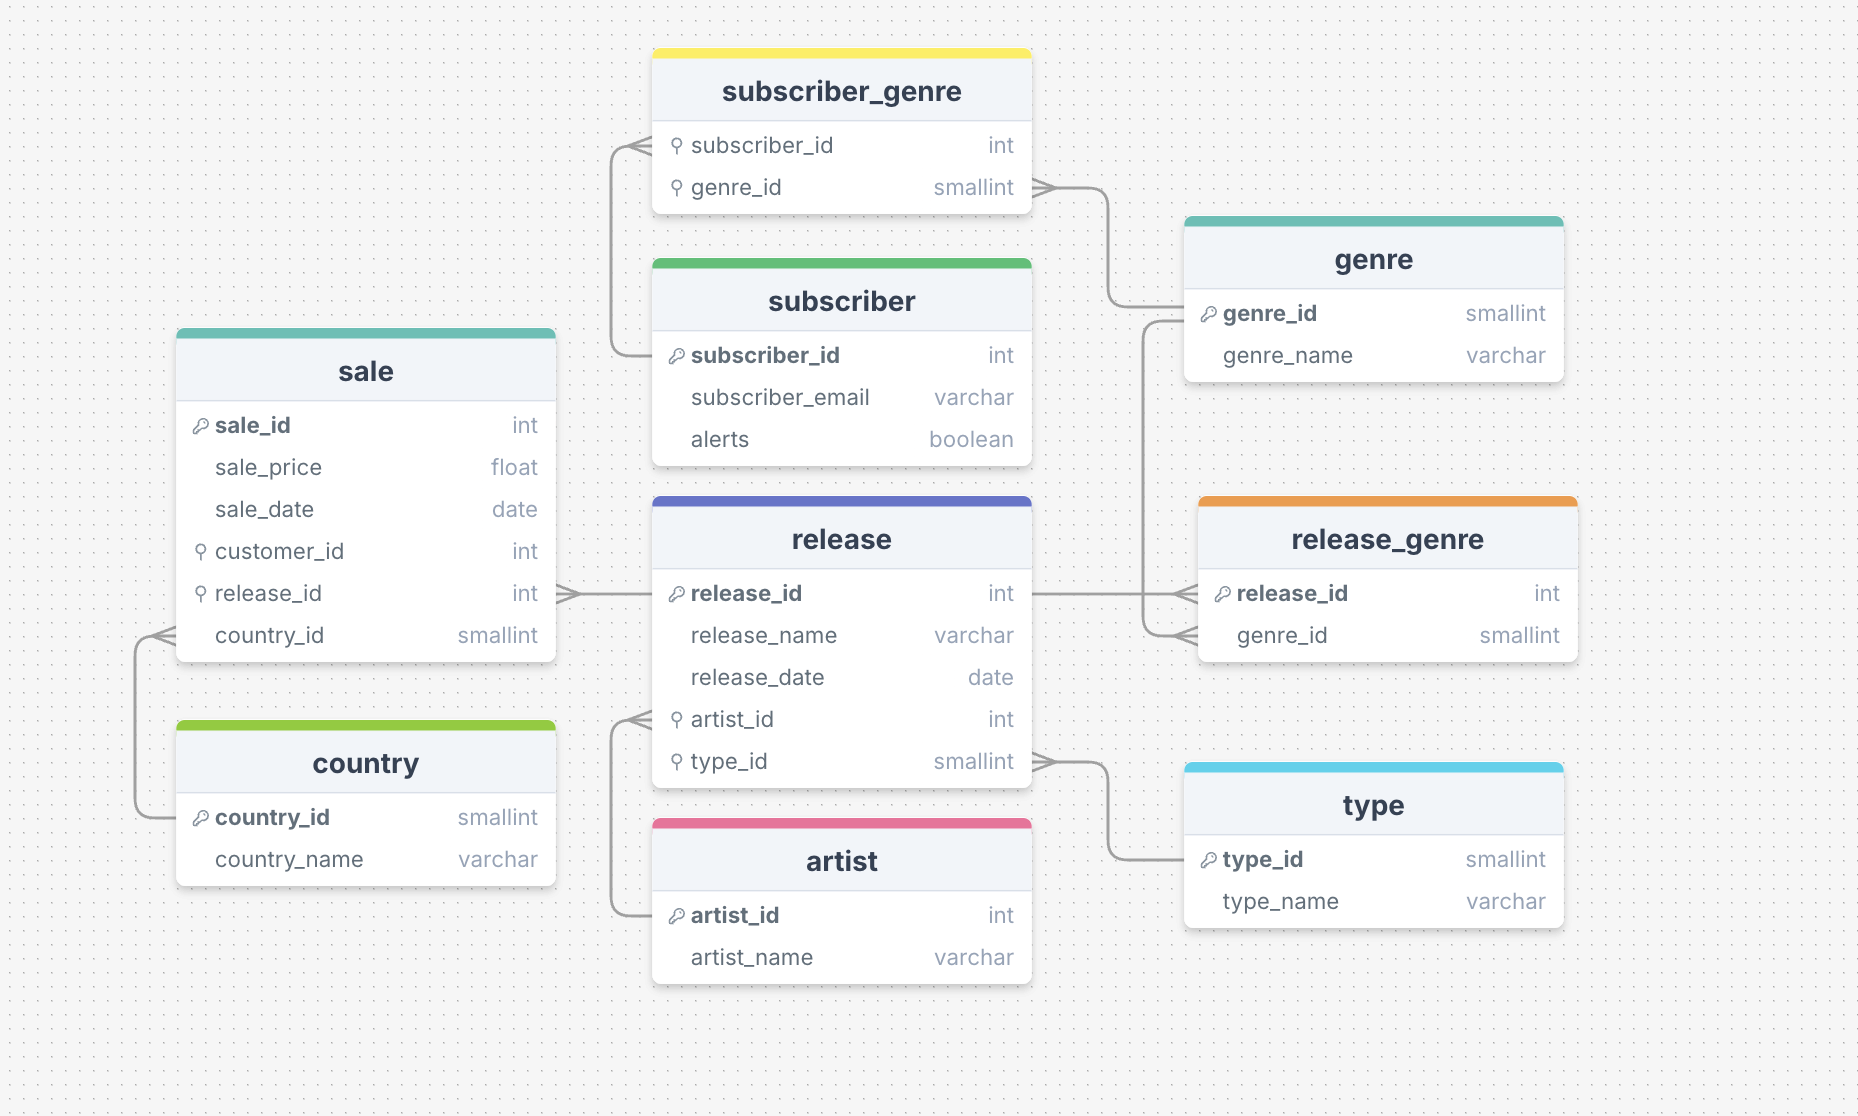 subscriber_genre
subscriber_id int
genre_id smallint
subscriber
subscriber_id int
subscriber_email varchar
alerts boolean
genre
genre_id smallint
genre_name varchar
sale
sale_id int
sale_price float
sale_date date
customer_id int
release_id int
country_id smallint
release
release_id int
release_name varchar
release_date date
artist_id int
type_id smallint
release_genre
release_id int
genre_id smallint
country
country_id smallint
country_name varchar
artist
artist_id int
artist_name varchar
type
type_id smallint
type_name varchar